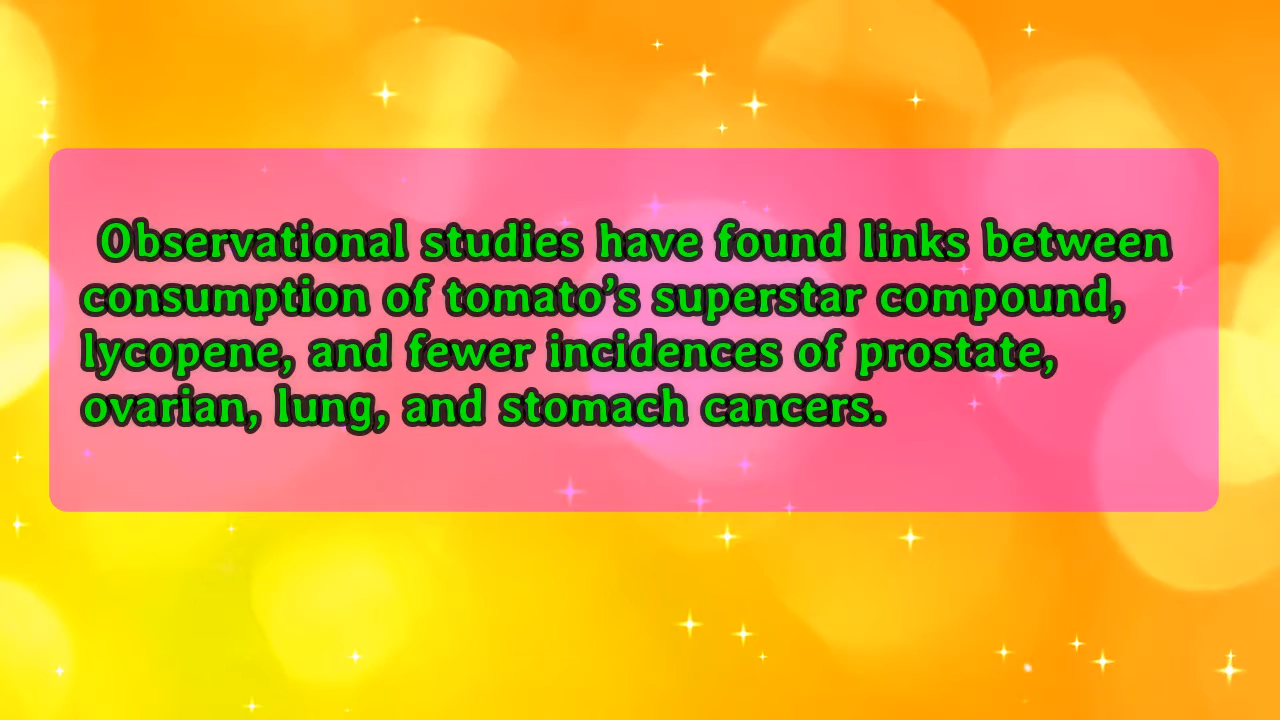 Observational studies have found links between
consumption of tomato’s superstar compound,
lycopene, and fewer incidences of prostate,
ovarian, lung, and stomach cancers.